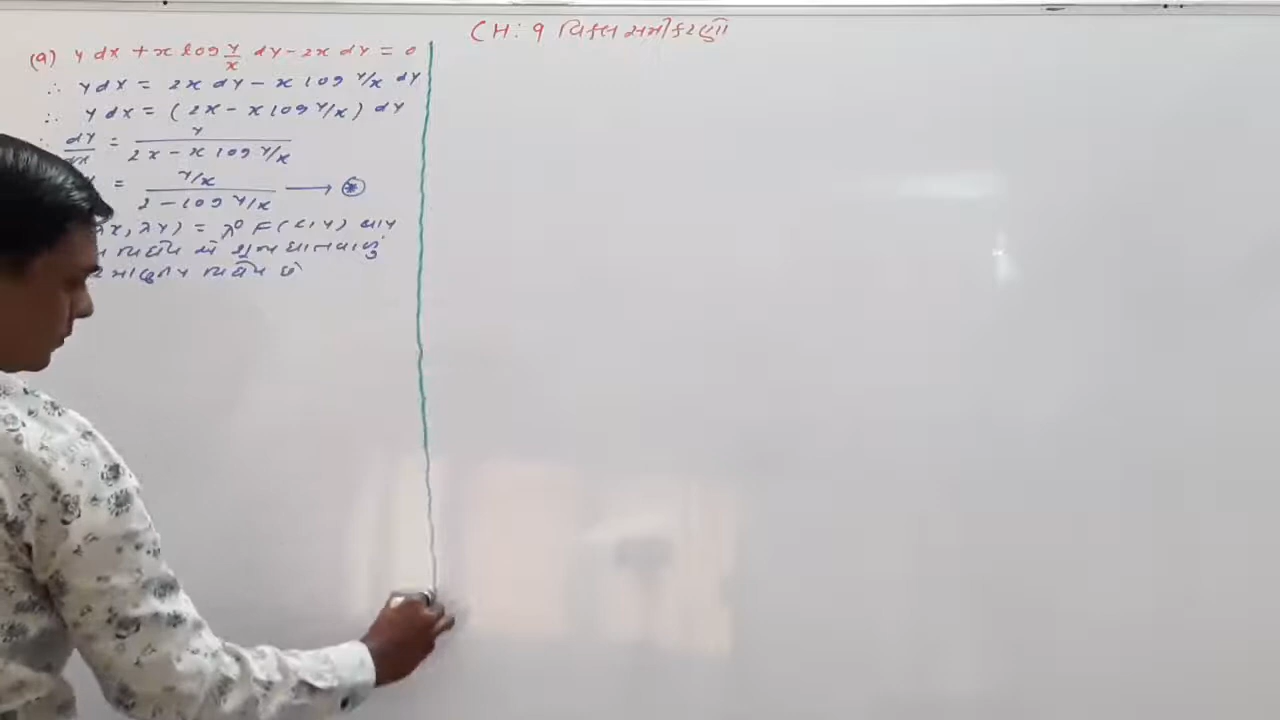 CH: 9 વિકલ સમીકરણો
(9) y dx + x log y/x dy - 2x dy = 0
∴ y dx = 2x dy - x log y/x dy
∴ y dx = (2x - x log y/x) dy
∴ dy/dx = y / 2x - x log y/x
= y/x / 2 - log y/x → *
λx, λy) = λ⁰ F(x, y) થાય
વિધેય એ શૂન્ય ઘાતવાળું
વિધેય છે